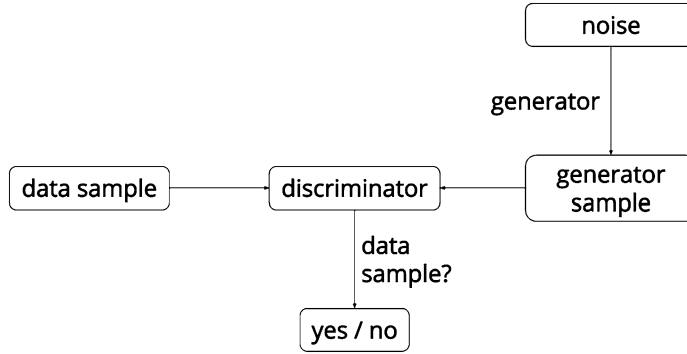 noise
generator
data sample
discriminator
generator
sample
data
sample?
yes / no